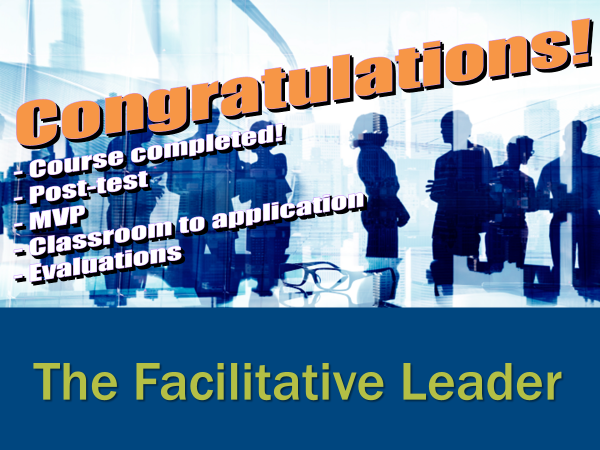 Congratulations!
- Course completed!
- Post-test
- MVP
- Classroom to application
- Evaluations
The Facilitative Leader